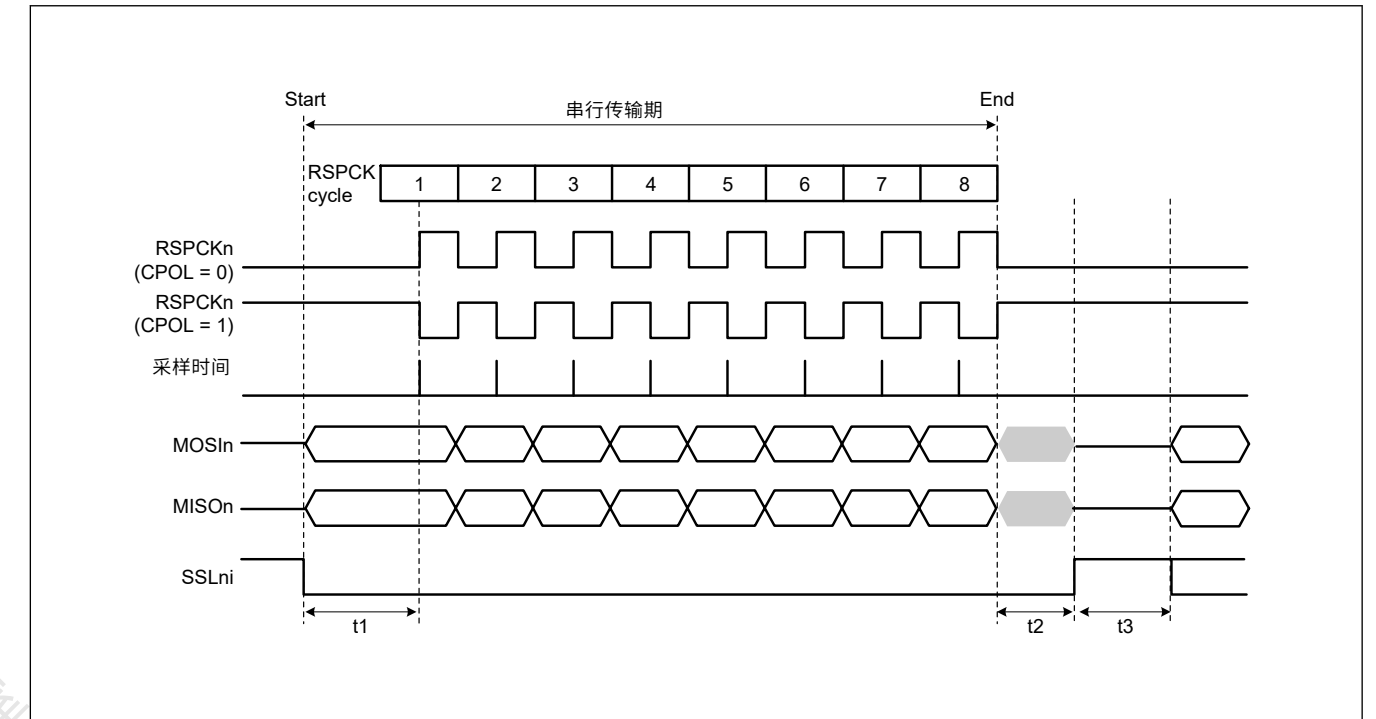 Start 串行传输期 End
RSPCK
cycle
1 2 3 4 5 6 7 8
RSPCKn
(CPOL = 0)
RSPCKn
(CPOL = 1)
采样时间
MOSIn
MISOn
SSLni
t1 t2 t3